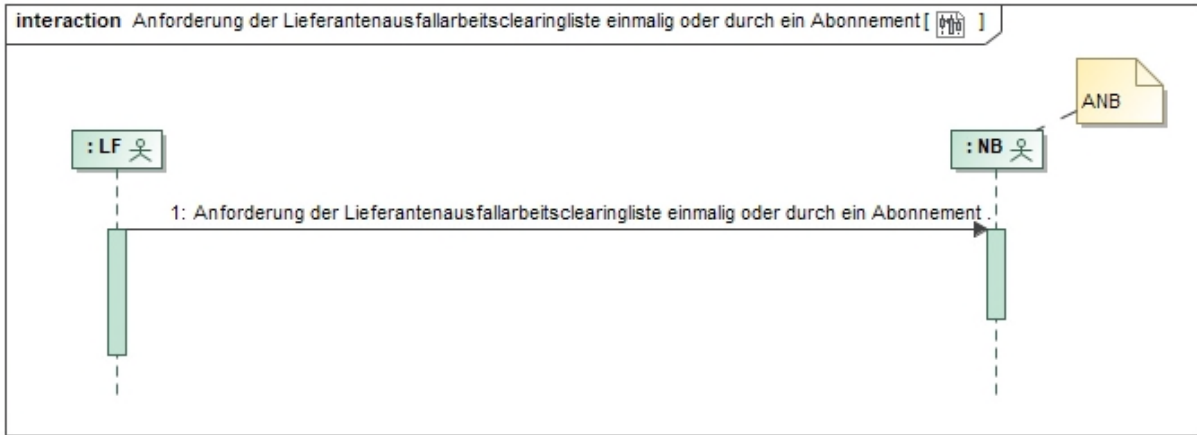 interaction Anforderung der Lieferantenausfallarbeitsclearingliste einmalig oder durch ein Abonnement[ ]
ANB
: LF
: NB
1: Anforderung der Lieferantenausfallarbeitsclearingliste einmalig oder durch ein Abonnement .